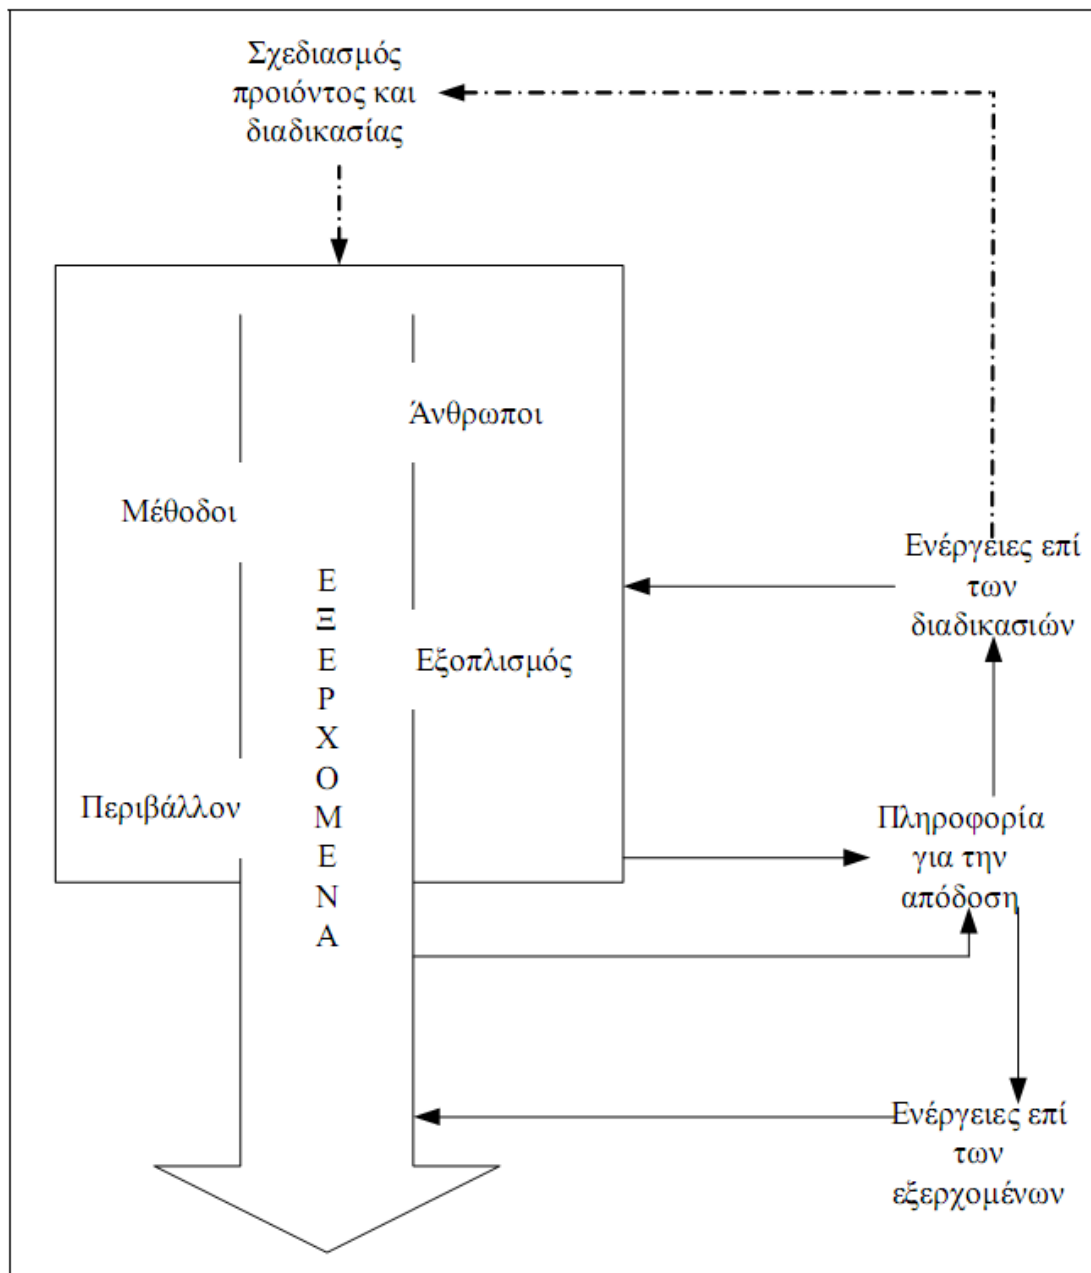 Σχεδιασμός
προιόντος και
διαδικασίας
Άνθρωποι
Μέθοδοι
Εξοπλισμός
Περιβάλλον
Ε
Ξ
Ε
Ρ
Χ
Ο
Μ
Ε
Ν
Α
Ενέργειες επί
των
διαδικασιών
Πληροφορία
για την
απόδοση
Ενέργειες επί
των
εξερχομένων